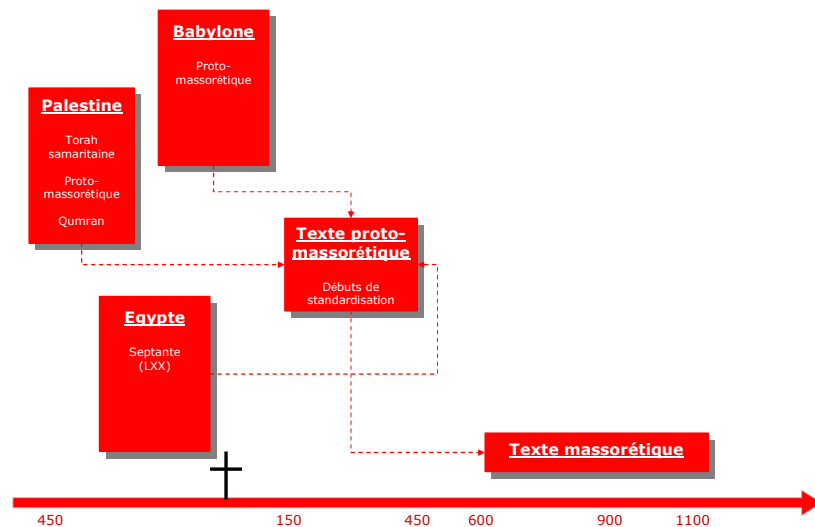 Babylone
Proto-
massorétique
Palestine
Torah
samaritaine
Proto-
massorétique
Qumran
Texte proto-
massorétique
Débuts de
standardisation
Egypte
Septante
(LXX)
Texte massorétique
450 150 450 600 900 1100